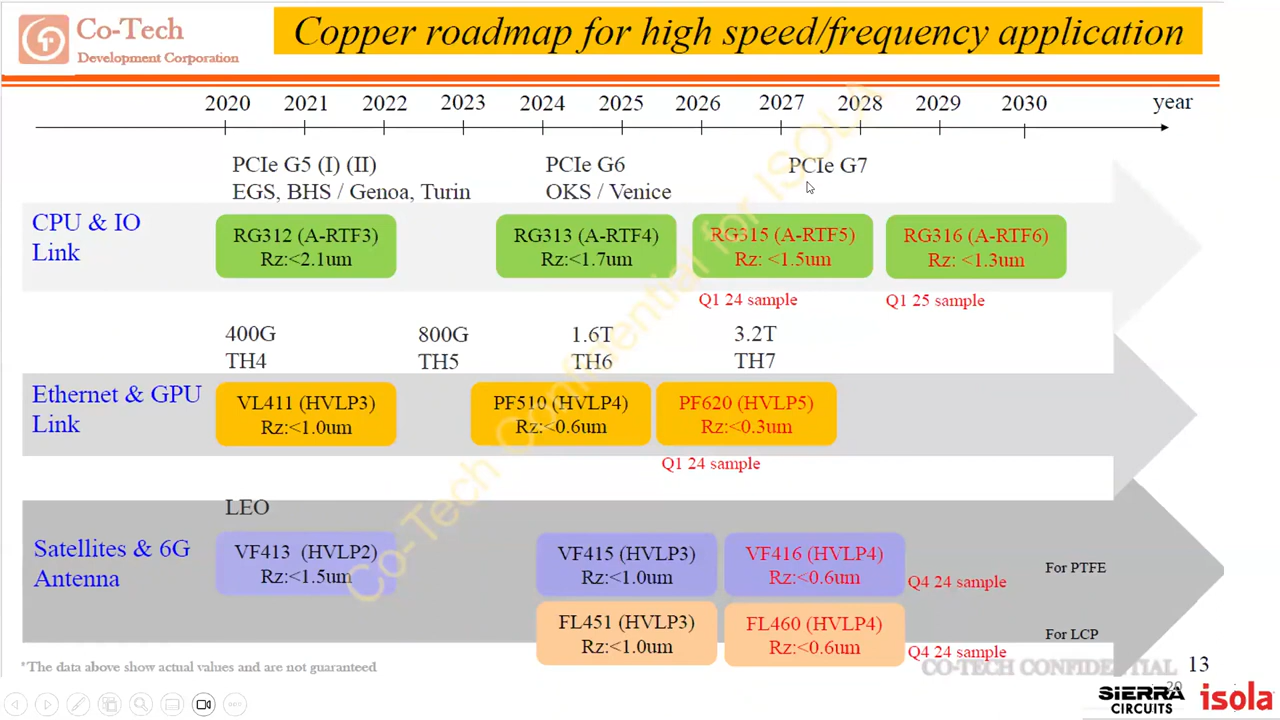 Co-Tech
Development Corporation
Copper roadmap for high speed/frequency application
2020 2021 2022 2023 2024 2025 2026 2027 2028 2029 2030 year
PCIe G5 (I) (II) PCIe G6 PCIe G7
EGS, BHS / Genoa, Turin OKS / Venice
CPU & IO
Link
RG312 (A-RTF3)
Rz:<2.1um
RG313 (A-RTF4)
Rz:<1.7um
RG315 (A-RTF5)
Rz: <1.5um
RG316 (A-RTF6)
Rz: <1.3um
Q1 24 sample
Q1 25 sample
400G 800G 1.6T 3.2T
TH4 TH5 TH6 TH7
Ethernet & GPU
Link
VL411 (HVLP3)
Rz:<1.0um
PF510 (HVLP4)
Rz:<0.6um
PF620 (HVLP5)
Rz:<0.3um
Q1 24 sample
LEO
Satellites & 6G
Antenna
VF413 (HVLP2)
Rz:<1.5um
VF415 (HVLP3)
Rz:<1.0um
VF416 (HVLP4)
Rz:<0.6um
Q4 24 sample
For PTFE
FL451 (HVLP3)
Rz:<1.0um
FL460 (HVLP4)
Rz:<0.6um
Q4 24 sample
For LCP
Co-Tech Confidential for ISOLA
*The data above show actual values and are not guaranteed
CO-TECH CONFIDENTIAL
13
20
SIERRA
CIRCUITS
isola